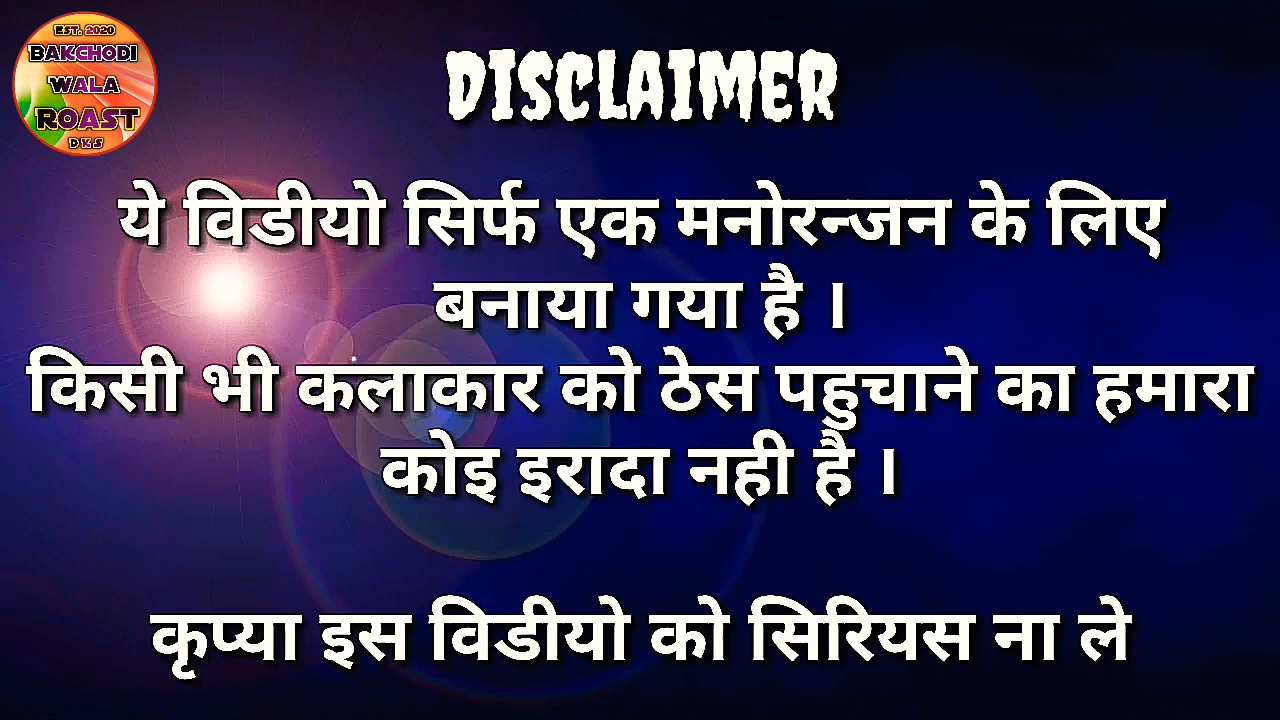 EST. 2020
BAKCHODI
WALA
ROAST
DKS
DISCLAIMER
ये विडीयो सिर्फ एक मनोरन्जन के लिए
बनाया गया है ।
किसी भी कलाकार को ठेस पहुचाने का हमारा
कोइ इरादा नही है ।
कृप्या इस विडीयो को सिरियस ना ले